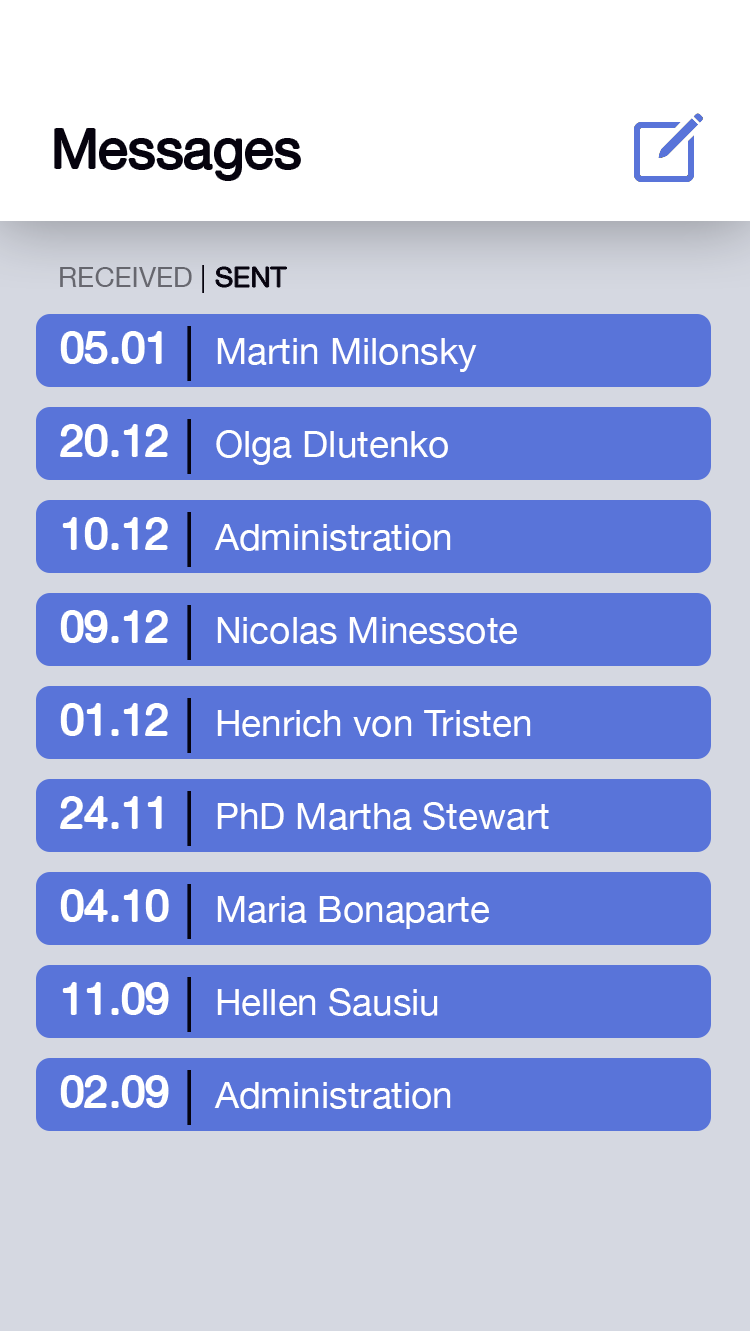 Messages
RECEIVED | SENT
05.01 | Martin Milonsky
20.12 | Olga Dlutenko
10.12 | Administration
09.12 | Nicolas Minessote
01.12 | Henrich von Tristen
24.11 | PhD Martha Stewart
04.10 | Maria Bonaparte
11.09 | Hellen Sausiu
02.09 | Administration